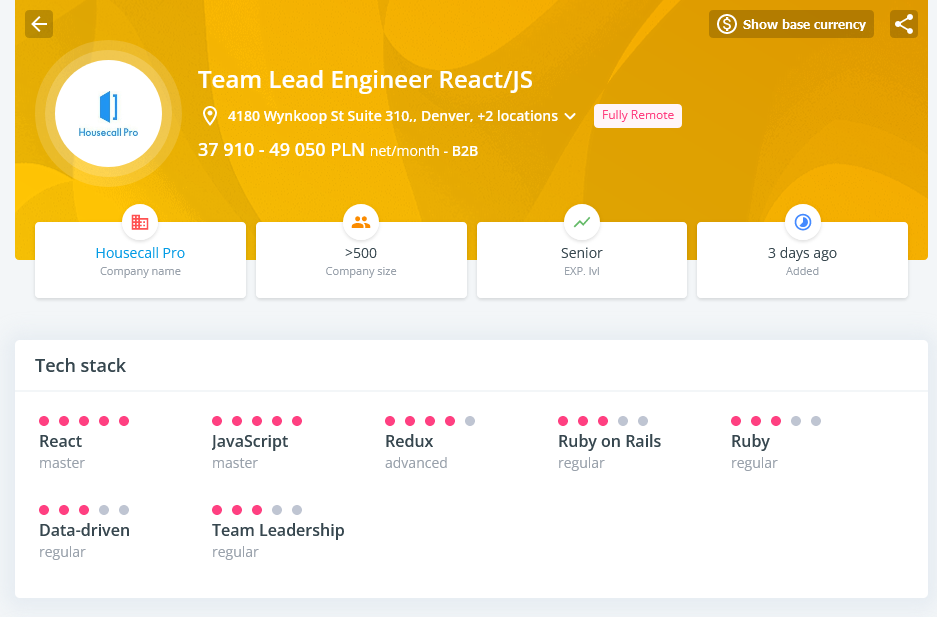 Show base currency
Housecall Pro
Team Lead Engineer React/JS
4180 Wynkoop St Suite 310,, Denver, +2 locations
Fully Remote
37 910 - 49 050 PLN net/month - B2B
Housecall Pro
Company name
>500
Company size
Senior
EXP. lvl
3 days ago
Added
Tech stack
React
master
JavaScript
master
Redux
advanced
Ruby on Rails
regular
Ruby
regular
Data-driven
regular
Team Leadership
regular